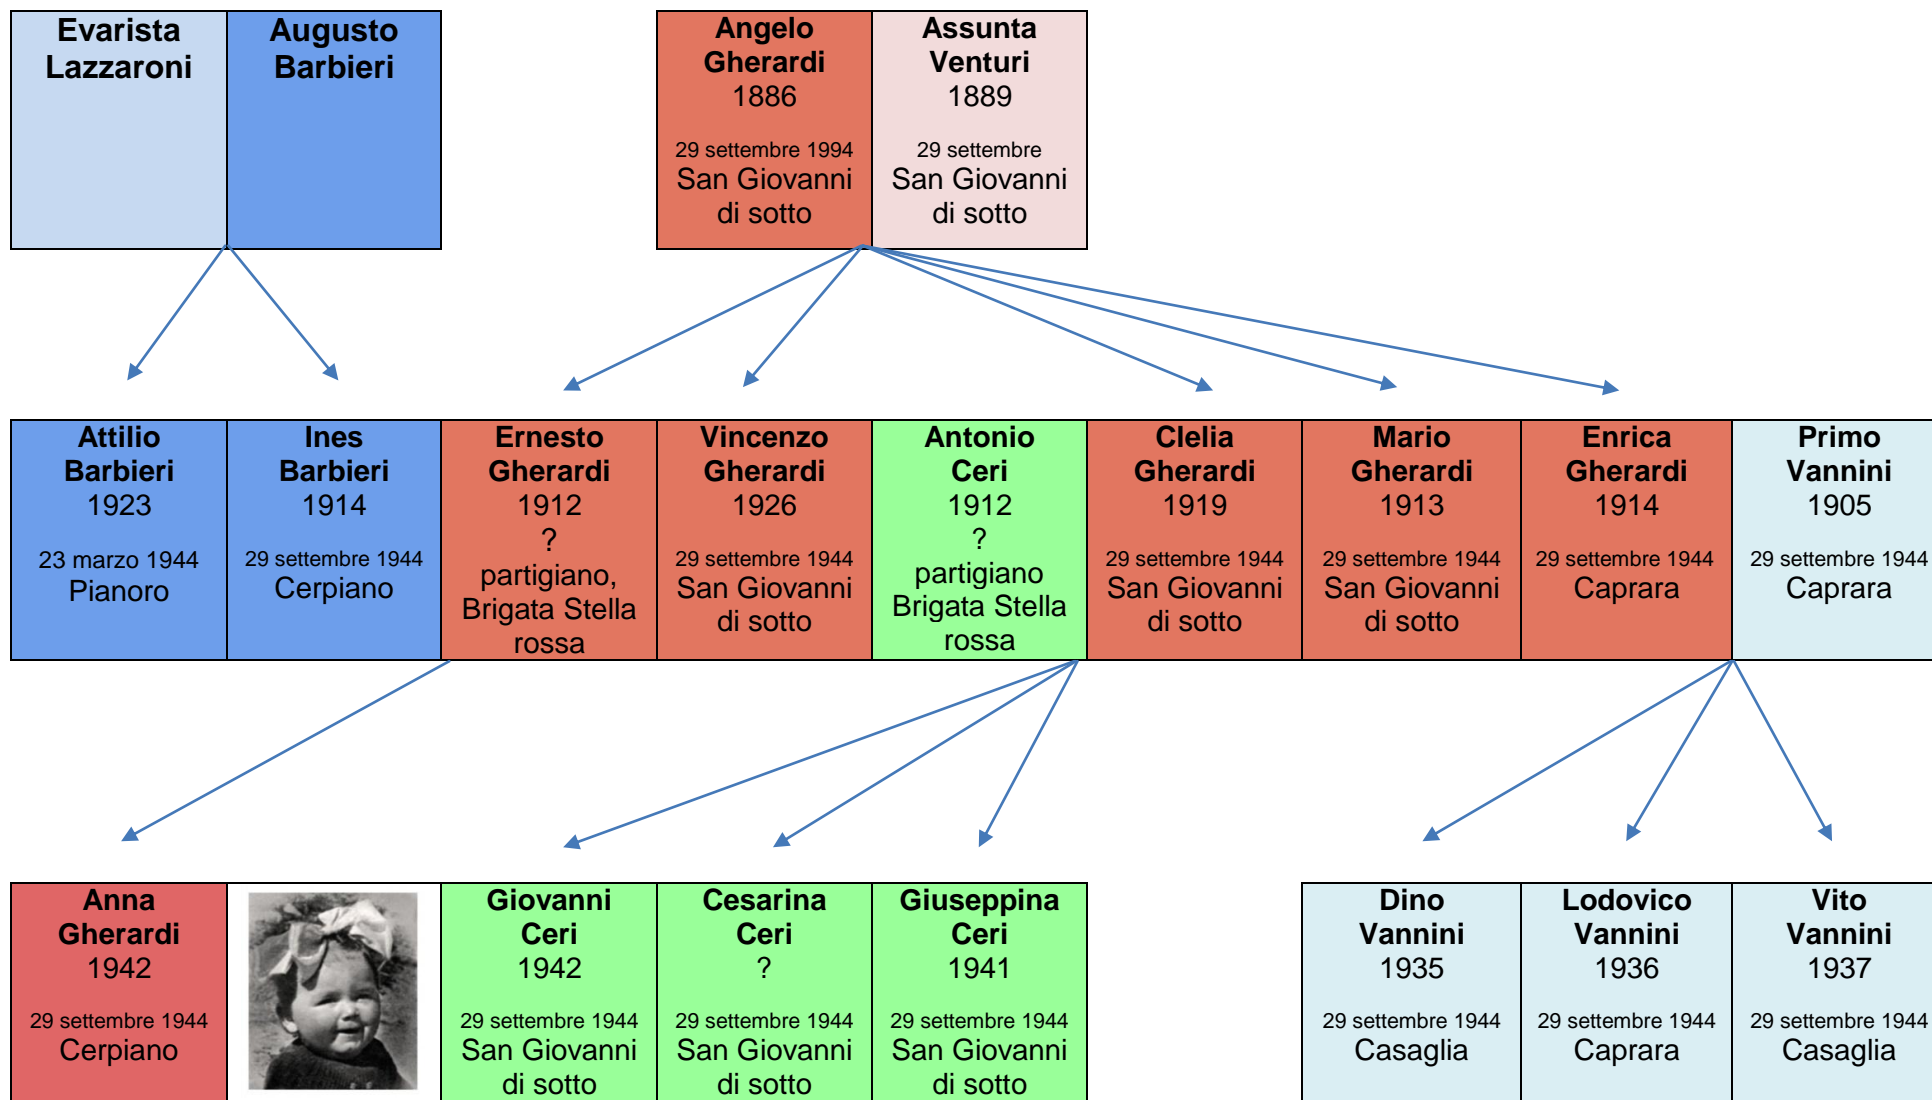 Evarista
Lazzaroni
Augusto
Barbieri
Angelo
Gherardi
1886
29 settembre 1994
San Giovanni
di sotto
Assunta
Venturi
1889
29 settembre
San Giovanni
di sotto
Attilio
Barbieri
1923
23 marzo 1944
Pianoro
Ines
Barbieri
1914
29 settembre 1944
Cerpiano
Ernesto
Gherardi
1912
?
partigiano,
Brigata Stella
rossa
Vincenzo
Gherardi
1926
29 settembre 1944
San Giovanni
di sotto
Antonio
Ceri
1912
?
partigiano
Brigata Stella
rossa
Clelia
Gherardi
1919
29 settembre 1944
San Giovanni
di sotto
Mario
Gherardi
1913
29 settembre 1944
San Giovanni
di sotto
Enrica
Gherardi
1914
29 settembre 1944
Caprara
Primo
Vannini
1905
29 settembre 1944
Caprara
Anna
Gherardi
1942
29 settembre 1944
Cerpiano
Giovanni
Ceri
1942
29 settembre 1944
San Giovanni
di sotto
Cesarina
Ceri
?
29 settembre 1944
San Giovanni
di sotto
Giuseppina
Ceri
1941
29 settembre 1944
San Giovanni
di sotto
Dino
Vannini
1935
29 settembre 1944
Casaglia
Lodovico
Vannini
1936
29 settembre 1944
Caprara
Vito
Vannini
1937
29 settembre 1944
Casaglia